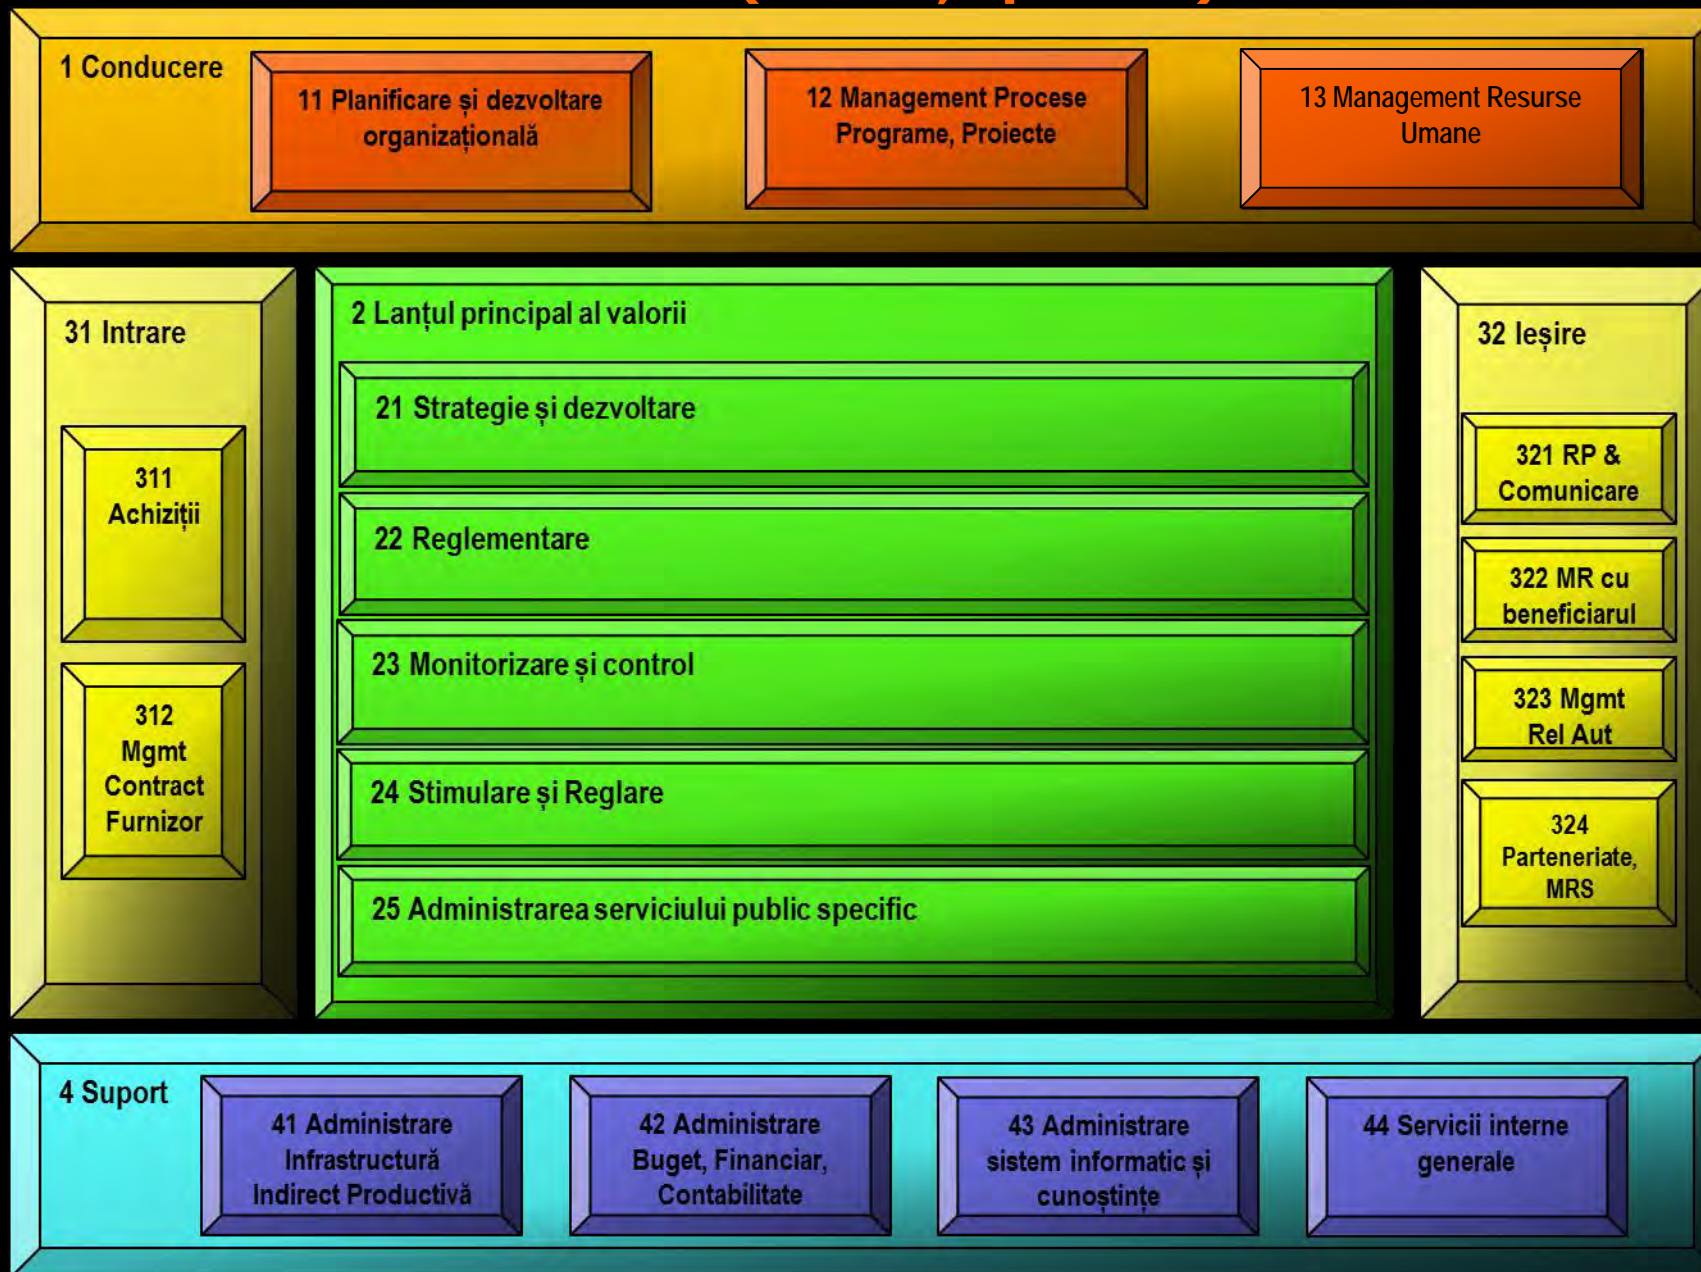 1 Conducere
11 Planificare și dezvoltare
organizațională
12 Management Procese
Programe, Proiecte
13 Management Resurse
Umane
31 Intrare
311
Achiziții
312
Mgmt
Contract
Furnizor
2 Lanțul principal al valorii
21 Strategie și dezvoltare
22 Reglementare
23 Monitorizare și control
24 Stimulare și Reglare
25 Administrarea serviciului public specific
32 Ieșire
321 RP &
Comunicare
322 MR cu
beneficiarul
323 Mgmt
Rel Aut
324
Parteneriate,
MRS
4 Suport
41 Administrare
Infrastructură
Indirect Productivă
42 Administrare
Buget, Financiar,
Contabilitate
43 Administrare
sistem informatic și
cunoștințe
44 Servicii interne
generale